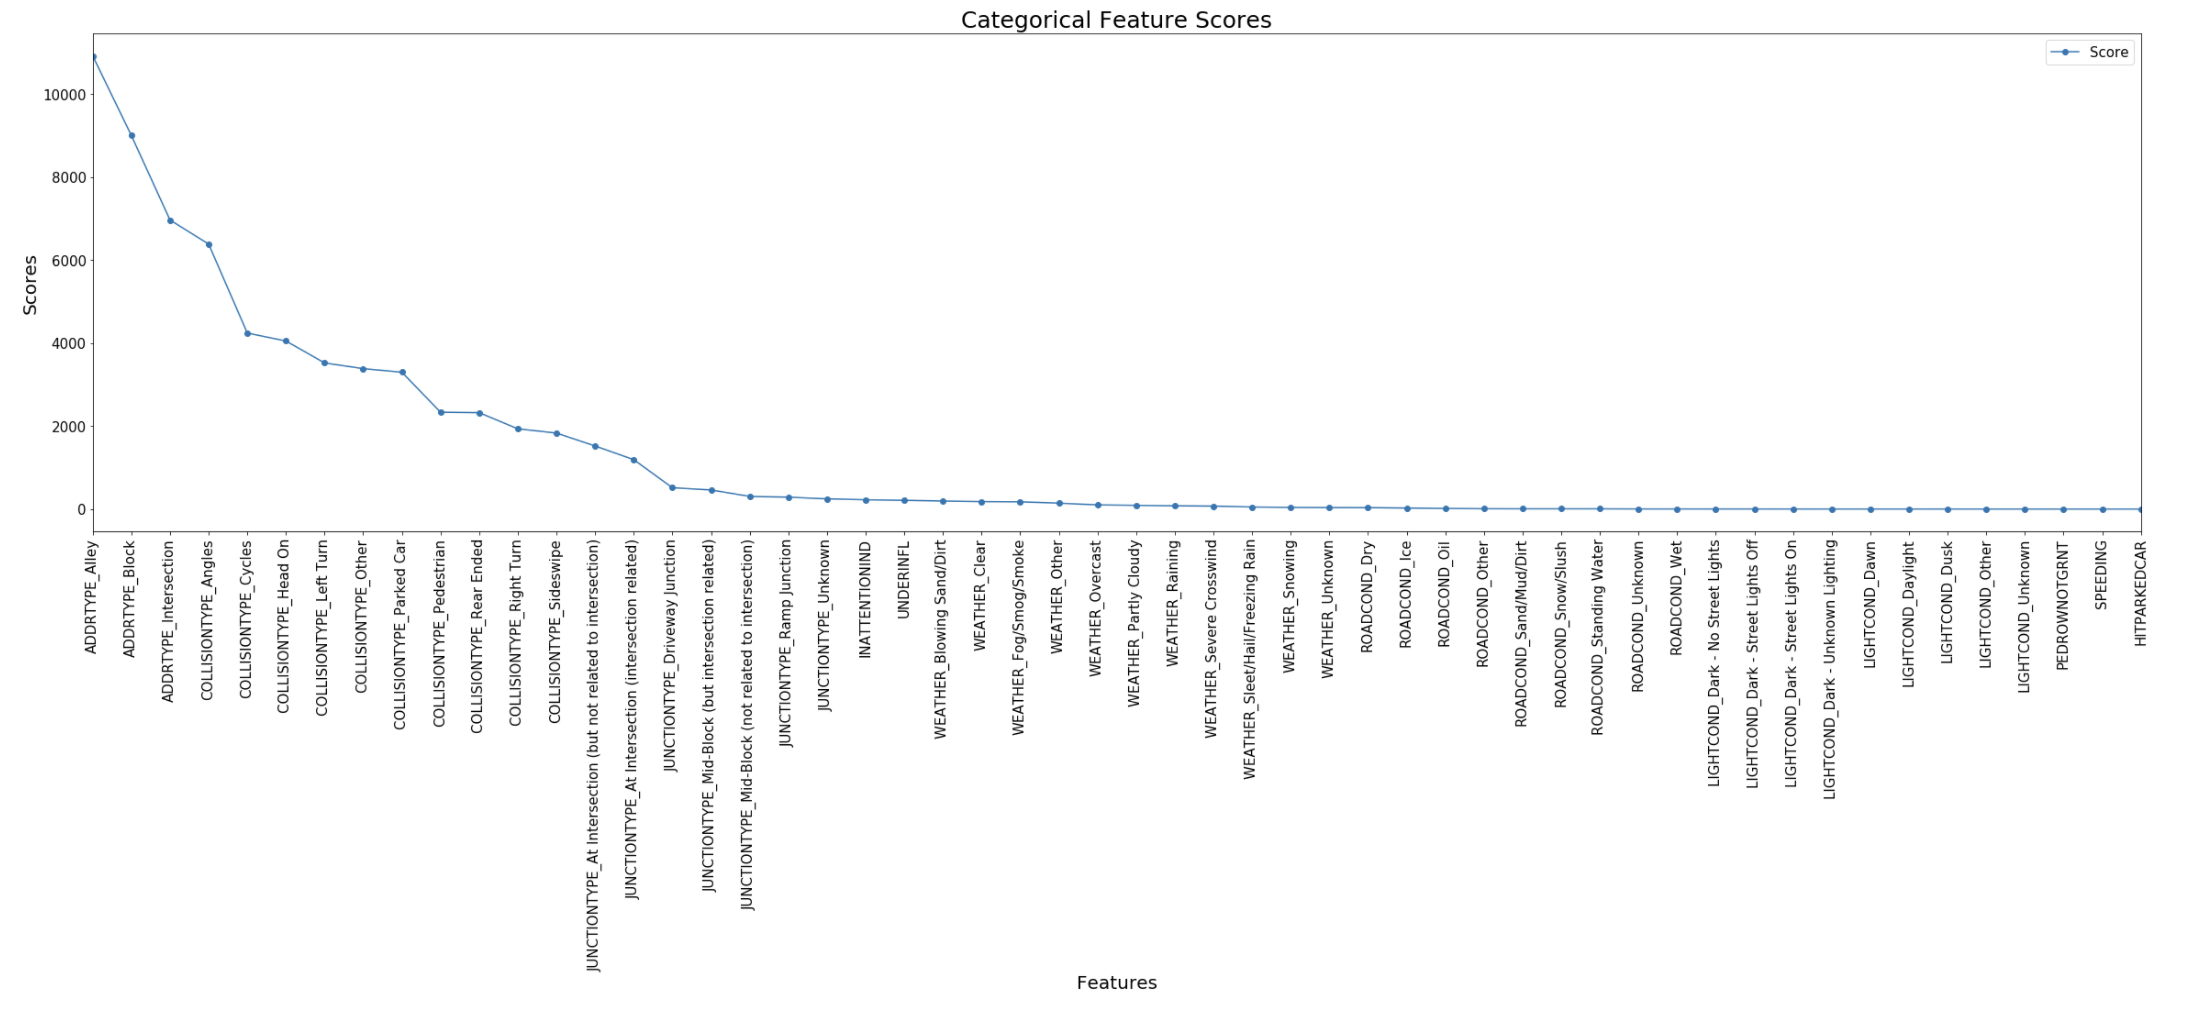 Categorical Feature Scores
Score
Scores
10000
8000
6000
4000
2000
0
ADDRTYPE_Alley
ADDRTYPE_Block
ADDRTYPE_Intersection
COLLISIONTYPE_Angles
COLLISIONTYPE_Cycles
COLLISIONTYPE_Head On
COLLISIONTYPE_Left Turn
COLLISIONTYPE_Other
COLLISIONTYPE_Parked Car
COLLISIONTYPE_Pedestrian
COLLISIONTYPE_Rear Ended
COLLISIONTYPE_Right Turn
COLLISIONTYPE_Sideswipe
JUNCTIONTYPE_At Intersection (but not related to intersection)
JUNCTIONTYPE_At Intersection (intersection related)
JUNCTIONTYPE_Driveway Junction
JUNCTIONTYPE_Mid-Block (but intersection related)
JUNCTIONTYPE_Mid-Block (not related to intersection)
JUNCTIONTYPE_Ramp Junction
JUNCTIONTYPE_Unknown
INATTENTIONIND
UNDERINFL
WEATHER_Blowing Sand/Dirt
WEATHER_Clear
WEATHER_Fog/Smog/Smoke
WEATHER_Other
WEATHER_Overcast
WEATHER_Partly Cloudy
WEATHER_Raining
WEATHER_Severe Crosswind
WEATHER_Sleet/Hail/Freezing Rain
WEATHER_Snowing
WEATHER_Unknown
ROADCOND_Dry
ROADCOND_Ice
ROADCOND_Oil
ROADCOND_Other
ROADCOND_Sand/Mud/Dirt
ROADCOND_Snow/Slush
ROADCOND_Standing Water
ROADCOND_Unknown
ROADCOND_Wet
LIGHTCOND_Dark - No Street Lights
LIGHTCOND_Dark - Street Lights Off
LIGHTCOND_Dark - Street Lights On
LIGHTCOND_Dark - Unknown Lighting
LIGHTCOND_Dawn
LIGHTCOND_Daylight
LIGHTCOND_Dusk
LIGHTCOND_Other
LIGHTCOND_Unknown
PEDROWNOTGRNT
SPEEDING
HITPARKEDCAR
Features